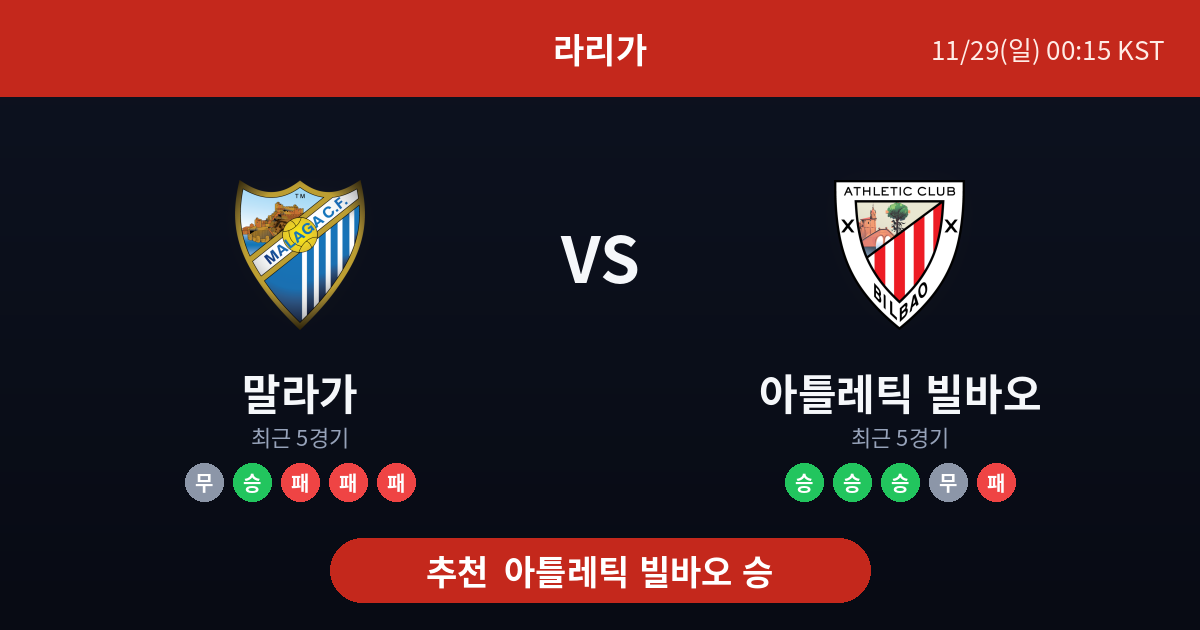 라리가
11/29(일) 00:15 KST
TM
MALAGA C.F.
VS
ATHLETIC CLUB
BILBAO
말라가
아틀레틱 빌바오
최근 5경기
최근 5경기
무 승 패 패 패
승 승 승 무 패
추천 아틀레틱 빌바오 승